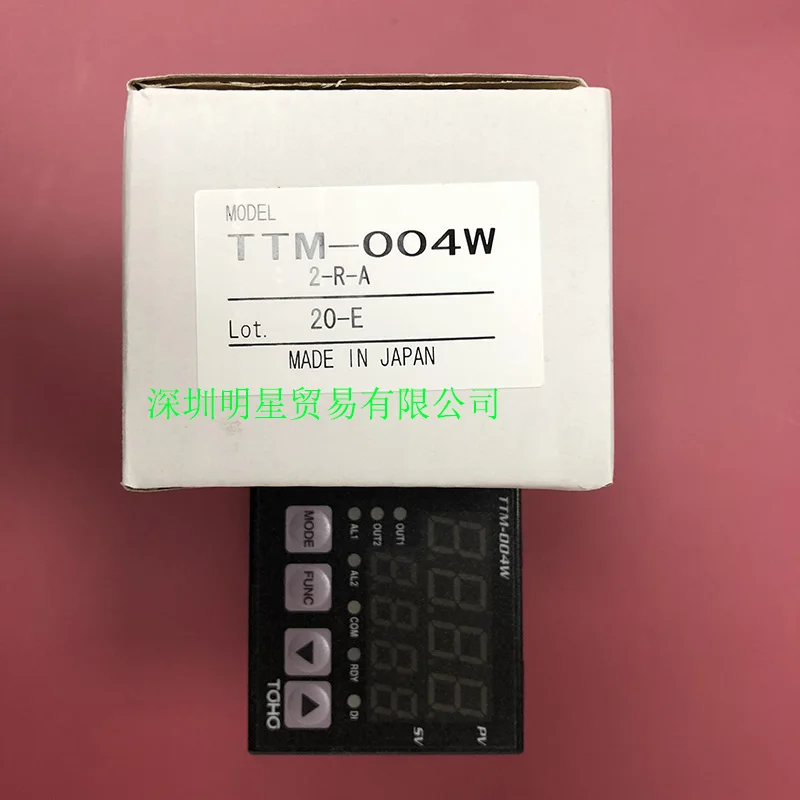 MODEL
TTM-004W
2-R-A
Lot. 20-E
MADE IN JAPAN
深圳明星贸易有限公司
TTM-004W
PV
SV
OUT1
OUT2
AL1
AL2
COM
RDY
DI
MODE
FUNC
TOHO